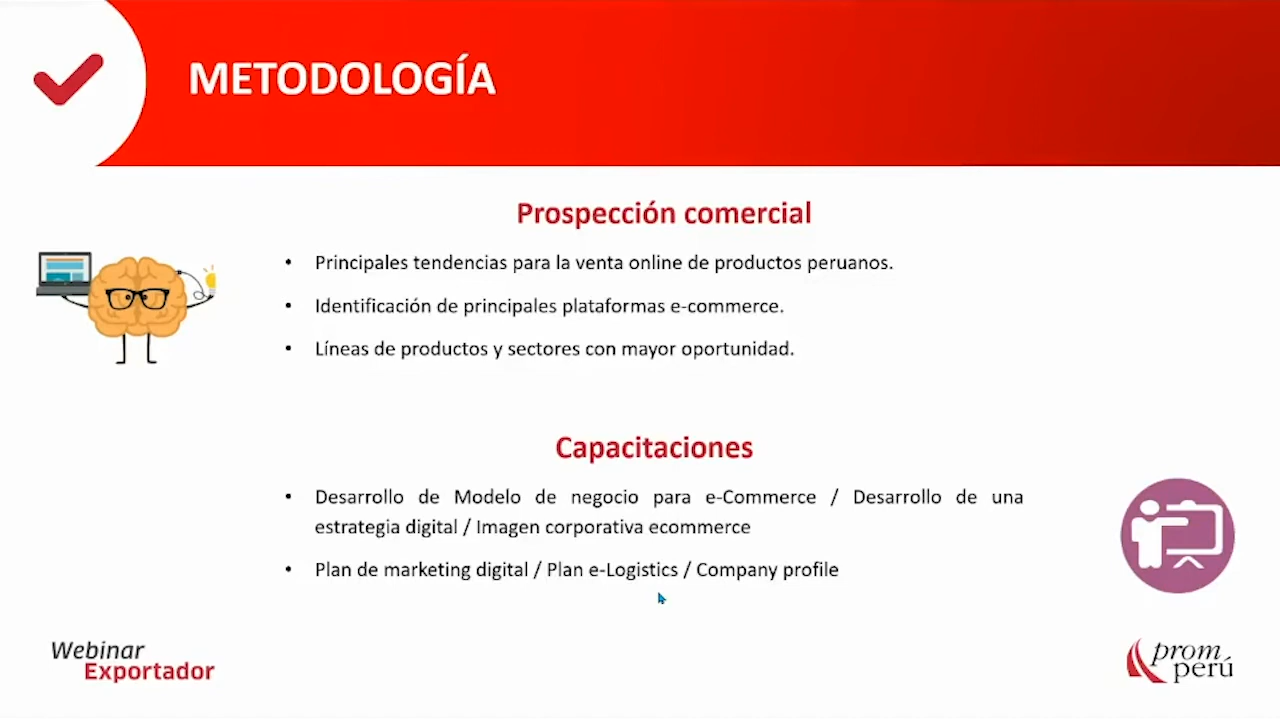 METODOLOGÍA
Prospección comercial
• Principales tendencias para la venta online de productos peruanos.
• Identificación de principales plataformas e-commerce.
• Líneas de productos y sectores con mayor oportunidad.
Capacitaciones
• Desarrollo de Modelo de negocio para e-Commerce / Desarrollo de una
estrategia digital / Imagen corporativa ecommerce
• Plan de marketing digital / Plan e-Logistics / Company profile
Webinar
Exportador
prom
perú